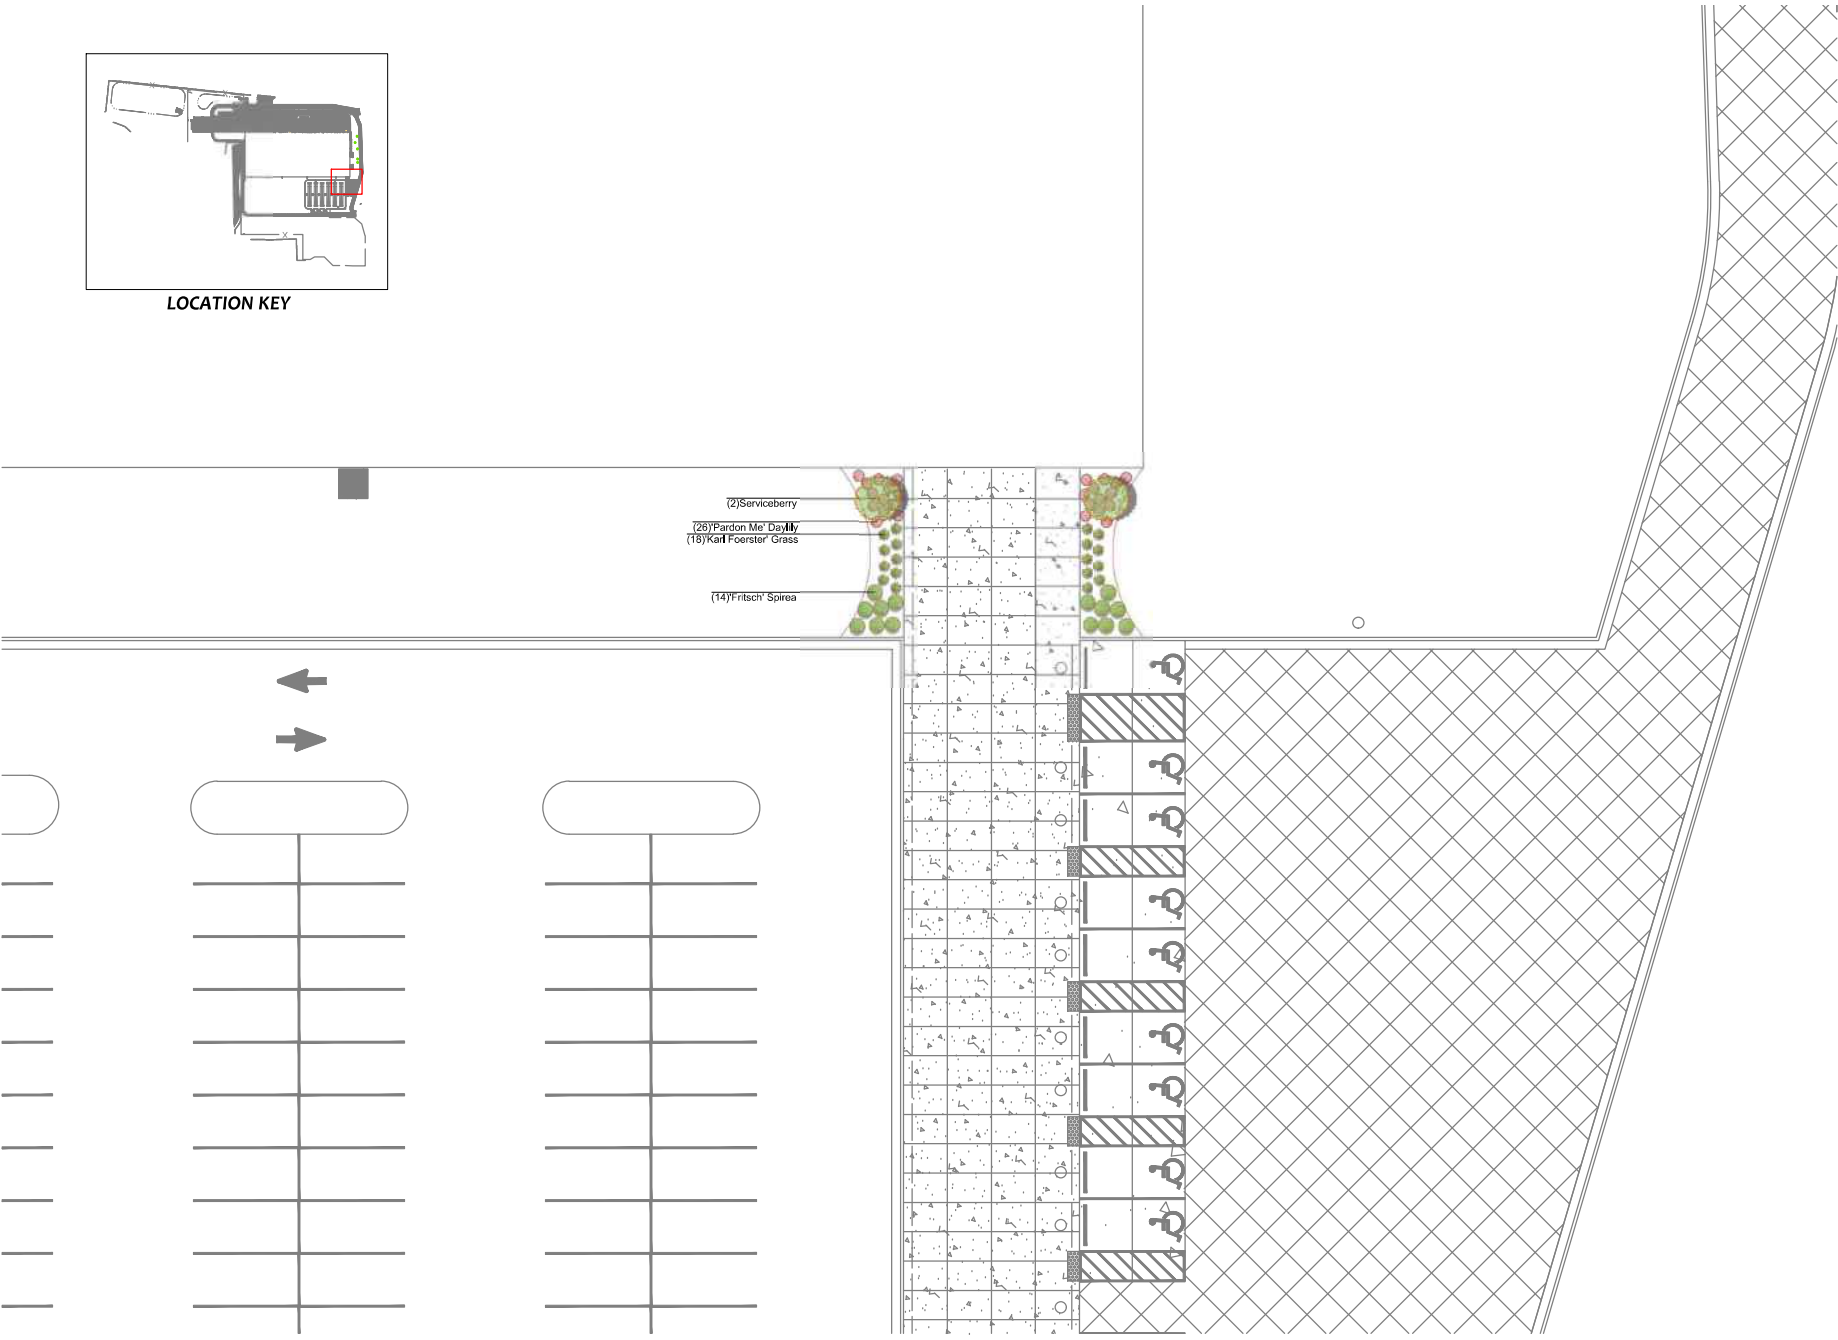 LOCATION KEY
(2)Serviceberry
(26)'Pardon Me' Daylily
(18)'Karl Foerster' Grass
(14)'Fritsch' Spirea